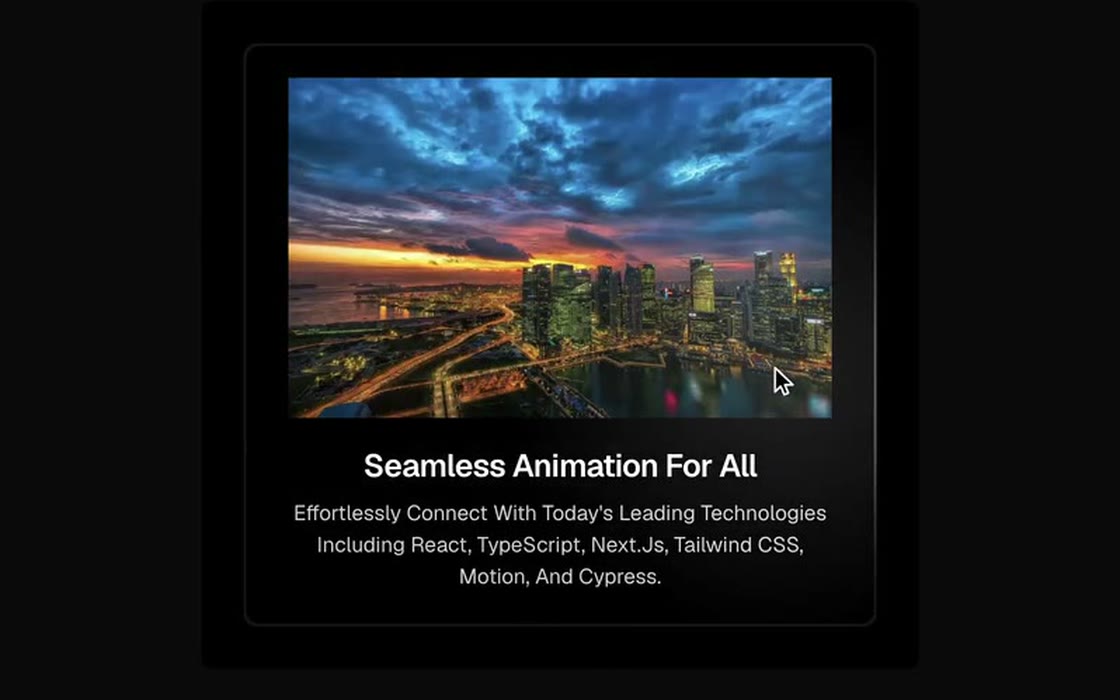 Seamless Animation For All
Effortlessly Connect With Today's Leading Technologies
Including React, TypeScript, Next.Js, Tailwind CSS,
Motion, And Cypress.